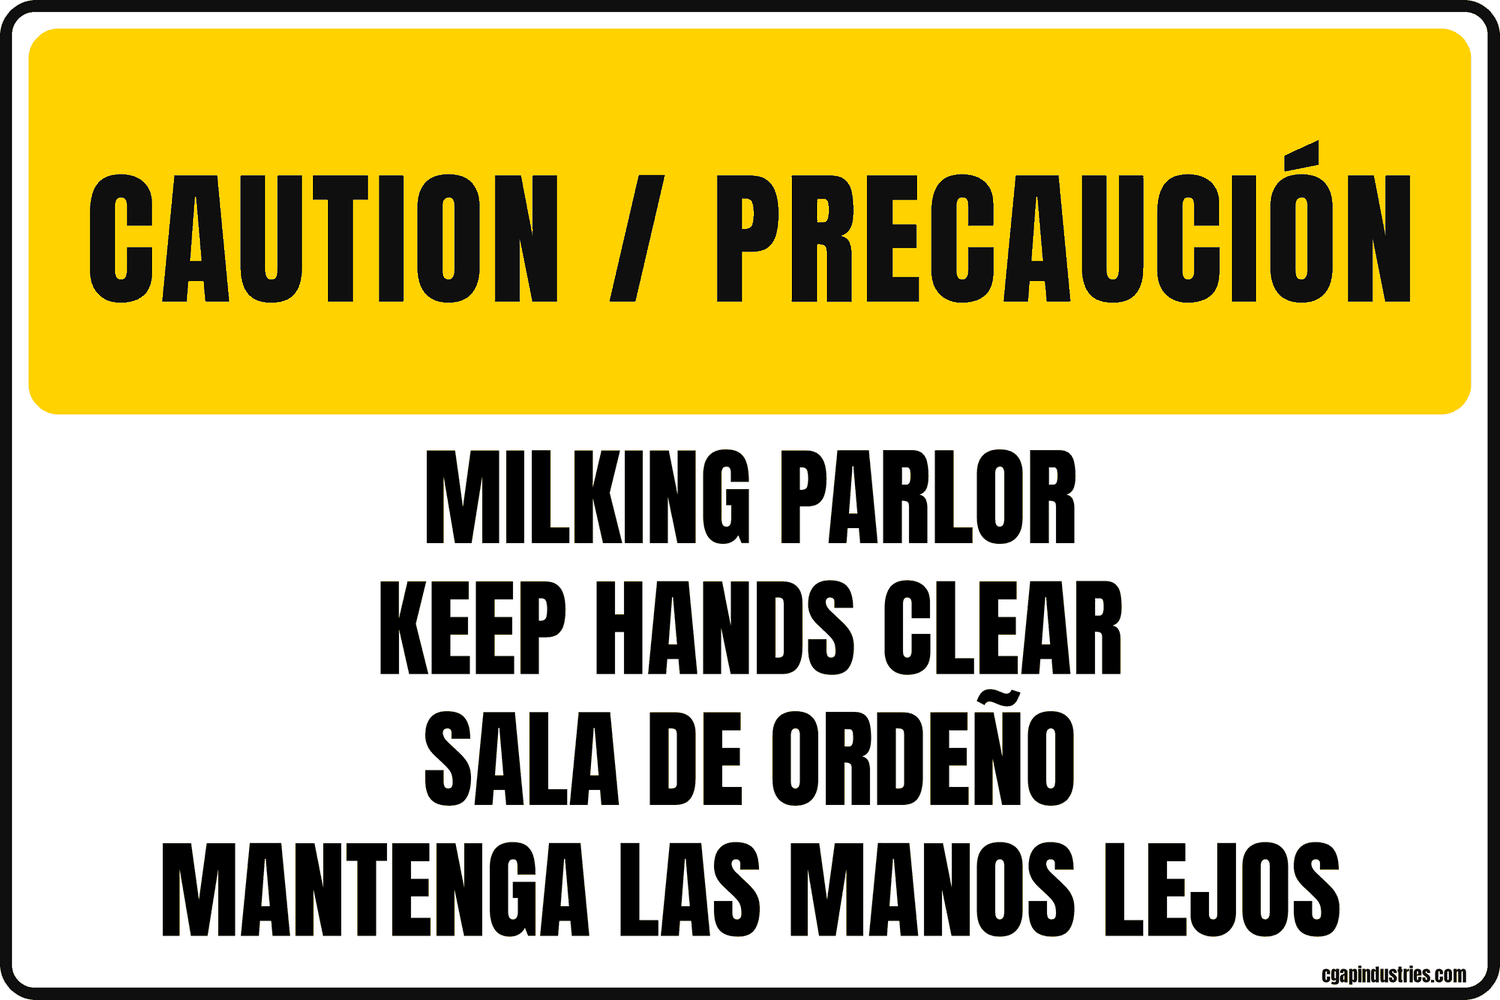 CAUTION / PRECAUCIÓN
MILKING PARLOR
KEEP HANDS CLEAR
SALA DE ORDEÑO
MANTENGA LAS MANOS LEJOS
cgapindustries.com